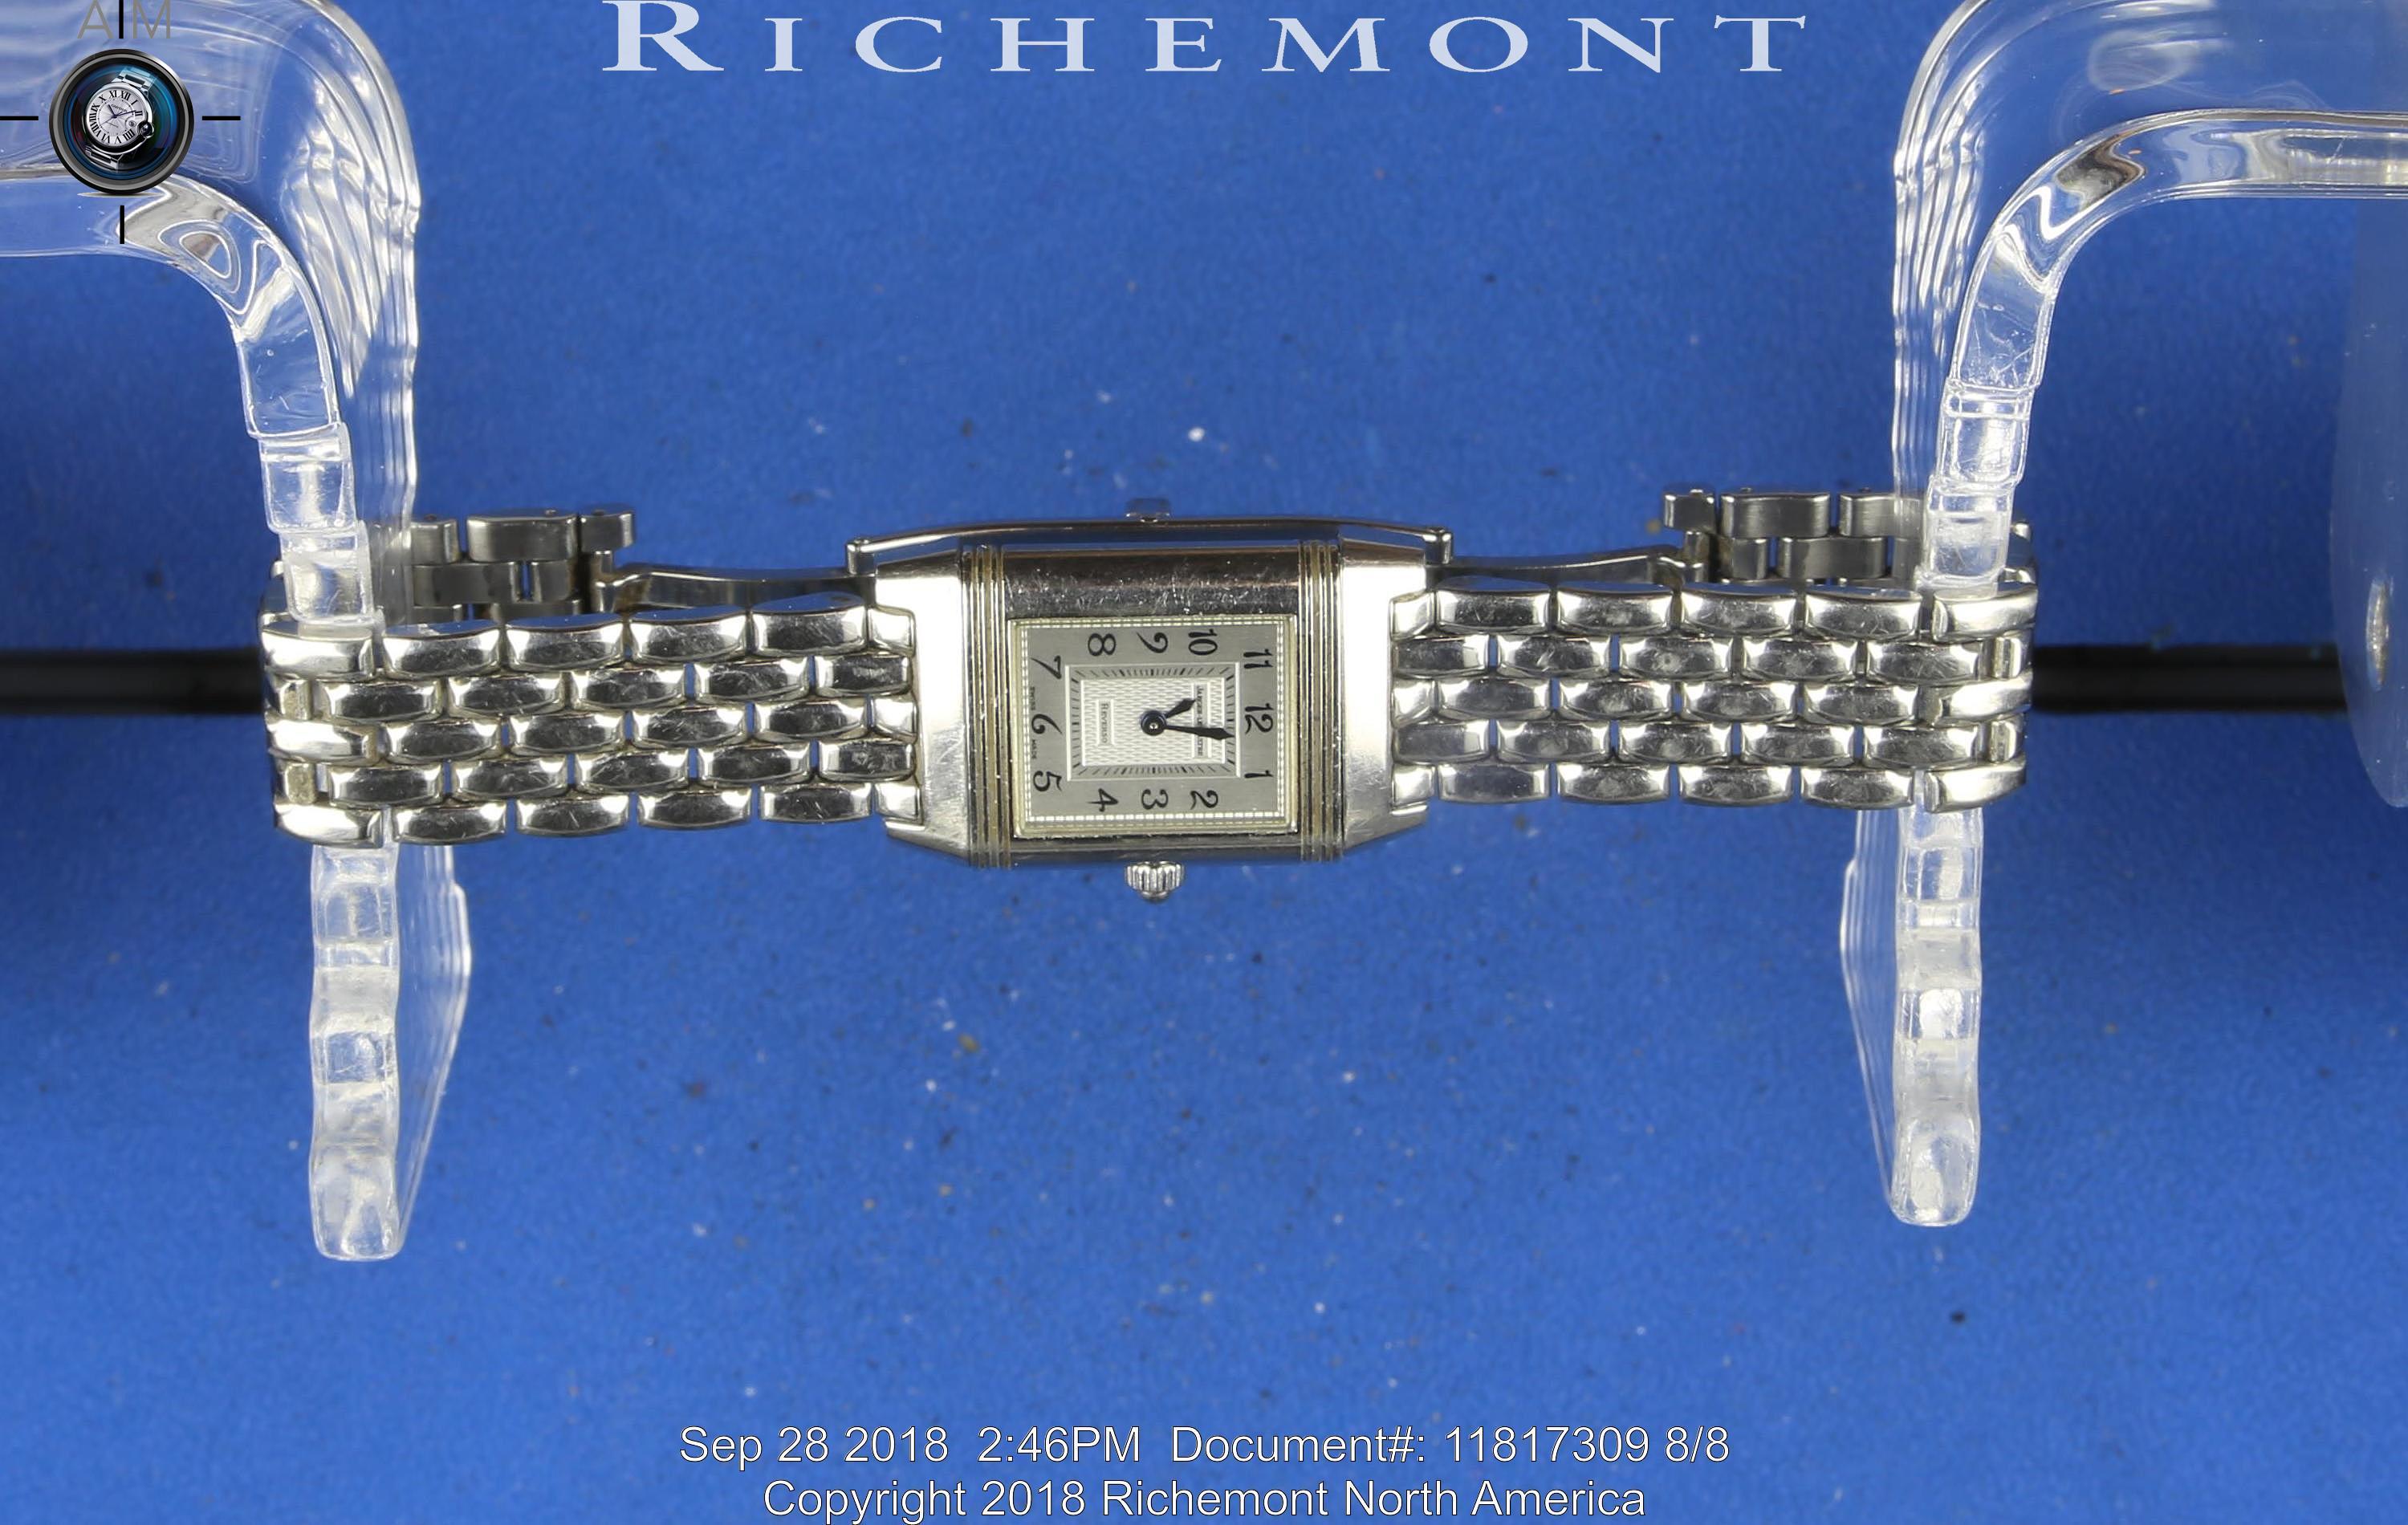 AIM
RICHEMONT
8 9 10
7 11
6 12
5 1
4 3 2
REVERSO
Sep 28 2018  2:46PM  Document#: 11817309 8/8
Copyright 2018 Richemont North America